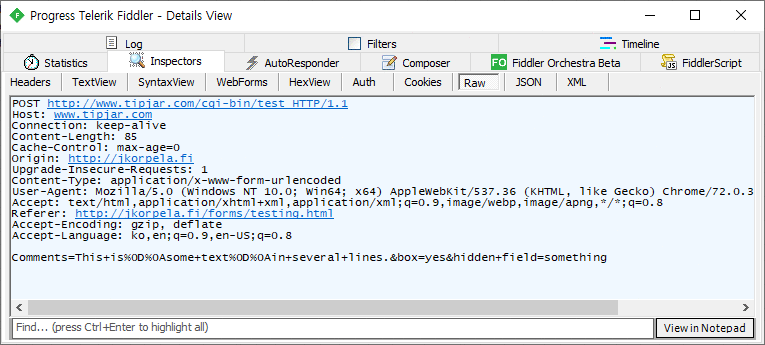 Progress Telerik Fiddler - Details View
Log Filters Timeline
Statistics Inspectors AutoResponder Composer FO Fiddler Orchestra Beta JS FiddlerScript
Headers TextView SyntaxView WebForms HexView Auth Cookies Raw JSON XML
POST http://www.tipjar.com/cgi-bin/test HTTP/1.1
Host: www.tipjar.com
Connection: keep-alive
Content-Length: 85
Cache-Control: max-age=0
Origin: http://jkorpela.fi
Upgrade-Insecure-Requests: 1
Content-Type: application/x-www-form-urlencoded
User-Agent: Mozilla/5.0 (Windows NT 10.0; Win64; x64) AppleWebKit/537.36 (KHTML, like Gecko) Chrome/72.0.3
Accept: text/html,application/xhtml+xml,application/xml;q=0.9,image/webp,image/apng,*/*;q=0.8
Referer: http://jkorpela.fi/forms/testing.html
Accept-Encoding: gzip, deflate
Accept-Language: ko,en;q=0.9,en-US;q=0.8
Comments=This+is%0D%0Asome+text%0D%0Ain+several+lines.&box=yes&hidden+field=something
Find... (press Ctrl+Enter to highlight all) View in Notepad